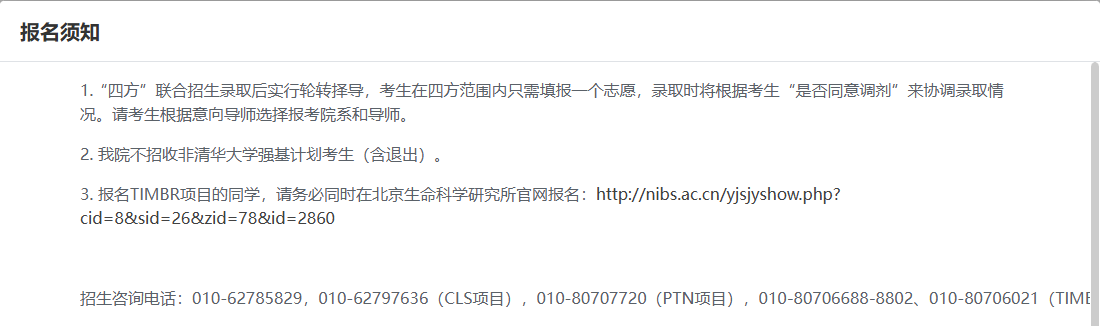 报名须知
1.“四方”联合招生录取后实行轮转择导，考生在四方范围内只需填报一个志愿，录取时将根据考生“是否同意调剂”来协调录取情
况。请考生根据意向导师选择报考院系和导师。
2. 我院不招收非清华大学强基计划考生（含退出）。
3. 报名TIMBR项目的同学，请务必同时在北京生命科学研究所官网报名：http://nibs.ac.cn/yjsjyshow.php?
cid=8&sid=26&zid=78&id=2860
招生咨询电话：010-62785829，010-62797636（CLS项目），010-80707720（PTN项目），010-80706688-8802、010-80706021（TIMB